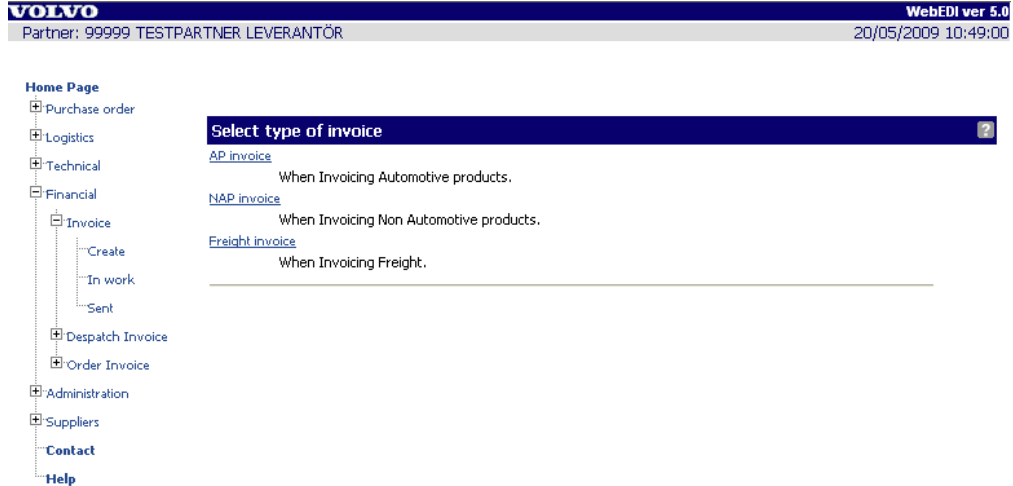 VOLVO WebEDI ver 5.0
Partner: 99999 TESTPARTNER LEVERANTÖR 20/05/2009 10:49:00
Home Page
Purchase order
Logistics
Technical
Financial
Invoice
Create
In work
Sent
Despatch Invoice
Order Invoice
Administration
Suppliers
Contact
Help
Select type of invoice ?
AP invoice
When Invoicing Automotive products.
NAP invoice
When Invoicing Non Automotive products.
Freight invoice
When Invoicing Freight.